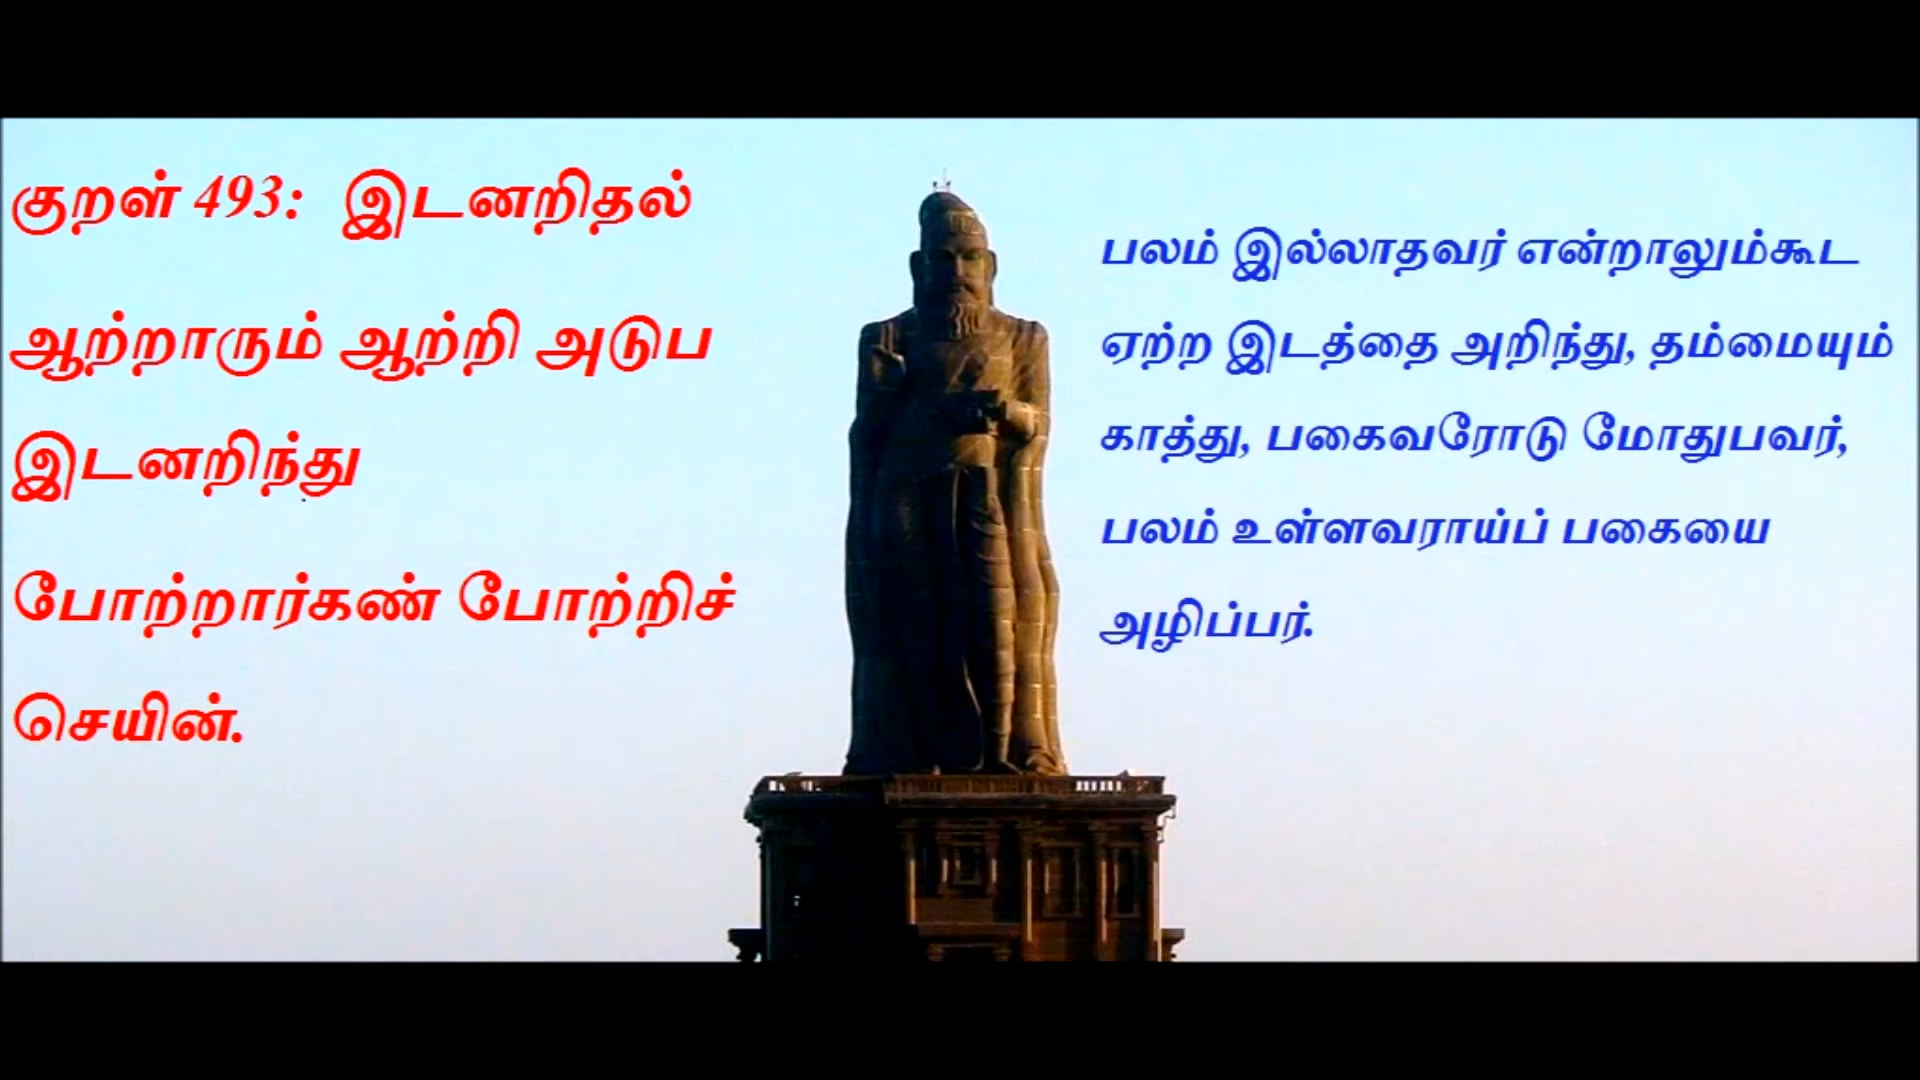 குறள் 493: இடனறிதல்
ஆற்றாரும் ஆற்றி அடுப
இடனறிந்து
போற்றார்கண் போற்றிச்
செயின்.
பலம் இல்லாதவர் என்றாலும்கூட
ஏற்ற இடத்தை அறிந்து, தம்மையும்
காத்து, பகைவரோடு மோதுபவர்,
பலம் உள்ளவராய்ப் பகையை
அழிப்பர்.